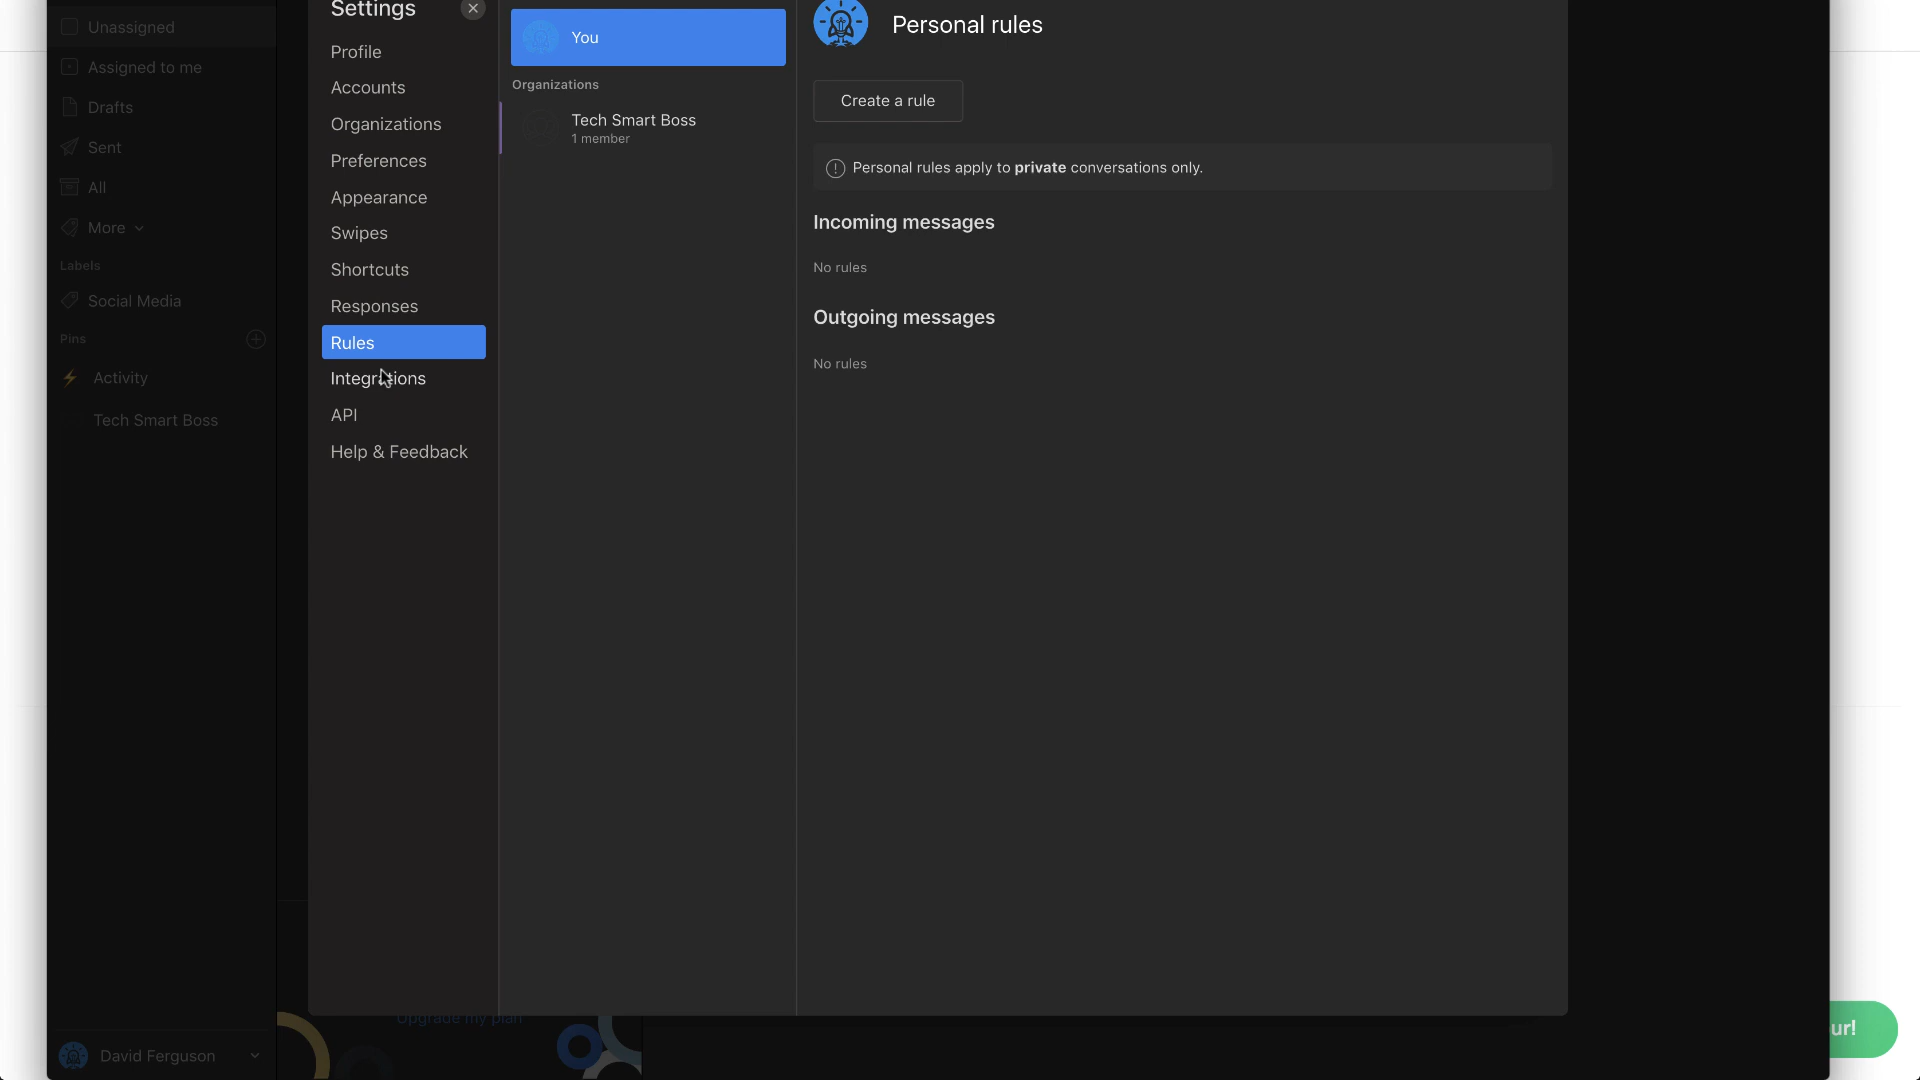 Unassigned
Assigned to me
Drafts
Sent
All
More
Labels
Social Media
Pins
Activity
Tech Smart Boss
David Ferguson
Settings
Profile
Accounts
Organizations
Preferences
Appearance
Swipes
Shortcuts
Responses
Rules
Integrations
API
Help & Feedback
You
Organizations
Tech Smart Boss
1 member
Personal rules
Create a rule
Personal rules apply to private conversations only.
Incoming messages
No rules
Outgoing messages
No rules
Upgrade my plan
ur!